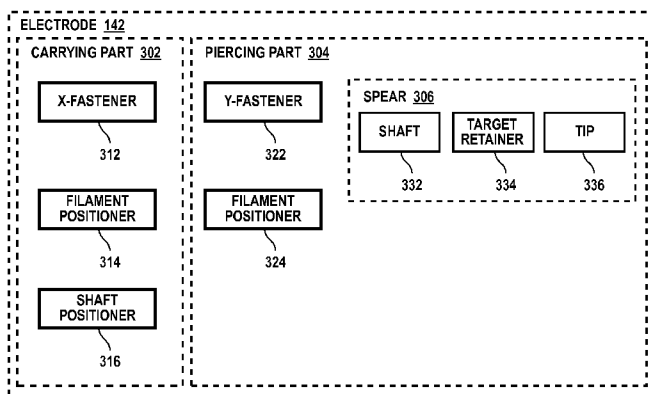 ELECTRODE 142
CARRYING PART 302
PIERCING PART 304
X-FASTENER
312
FILAMENT
POSITIONER
314
SHAFT
POSITIONER
316
Y-FASTENER
322
FILAMENT
POSITIONER
324
SPEAR 306
SHAFT
332
TARGET
RETAINER
334
TIP
336